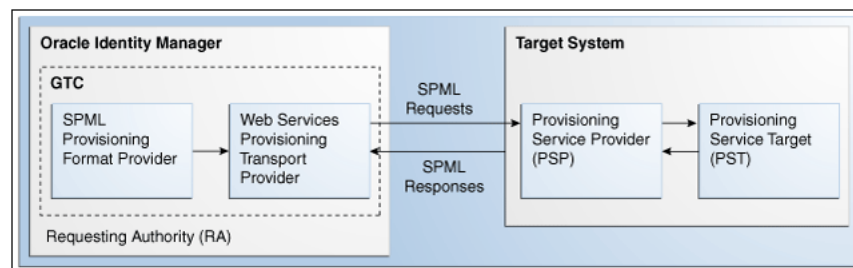 Oracle Identity Manager
GTC
SPML
Provisioning
Format Provider
Web Services
Provisioning
Transport
Provider
Requesting Authority (RA)
SPML
Requests
SPML
Responses
Target System
Provisioning
Service Provider
(PSP)
Provisioning
Service Target
(PST)